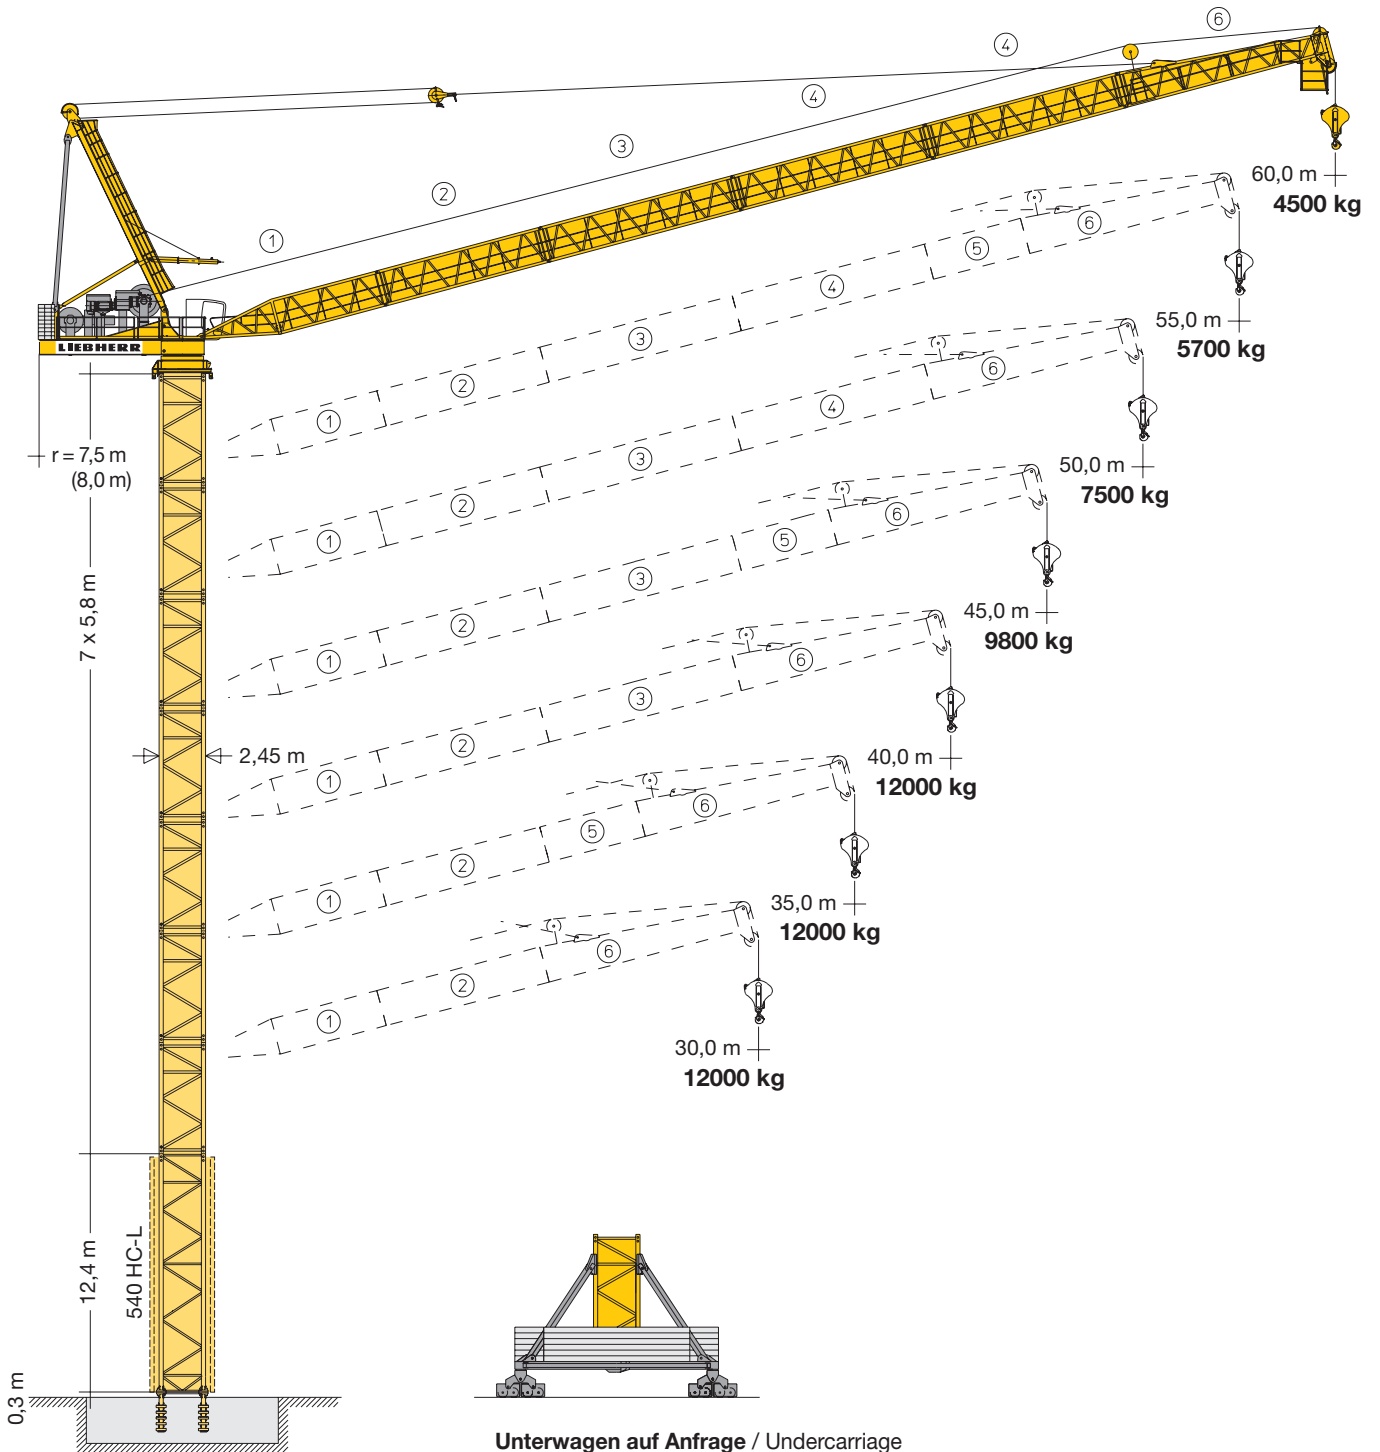 6
4
4
3
2
1
60,0 m
4500 kg
6
5
4
3
2
1
LIEBHERR
55,0 m
5700 kg
6
4
3
2
1
r = 7,5 m
(8,0 m)
50,0 m
7500 kg
6
5
3
2
1
7 x 5,8 m
45,0 m
9800 kg
6
3
2
1
2,45 m
40,0 m
12000 kg
6
5
2
1
35,0 m
12000 kg
6
2
1
30,0 m
12000 kg
12,4 m
540 HC-L
0,3 m
Unterwagen auf Anfrage / Undercarriage